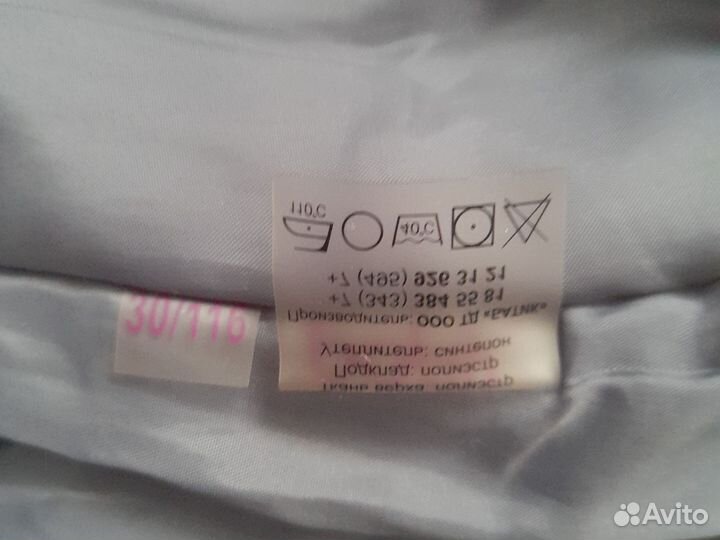 Ткань верха: полиэстр
Подклад: полиэстр
Утеплитель: синтепон
Производитель: ООО ТД «БАТИК»
+7 (343) 384 55 81
+7 (495) 926 31 21
40°C
110°C
30/116
Avito